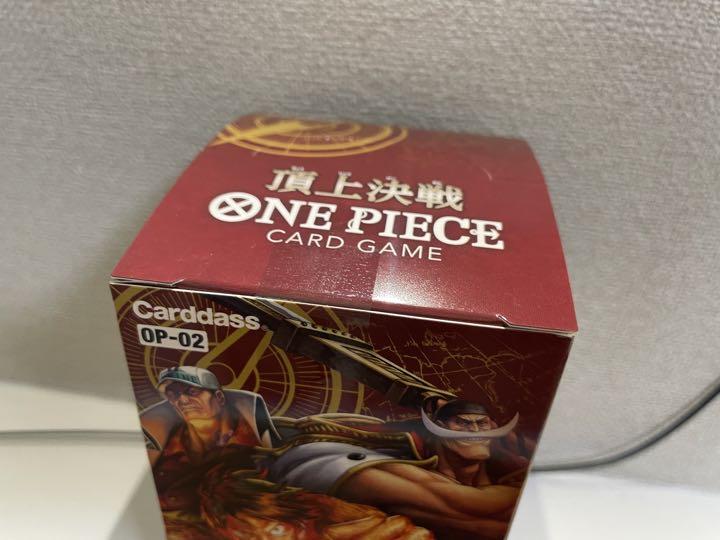 頂上決戦
ONE PIECE
CARD GAME
Carddass
OP-02